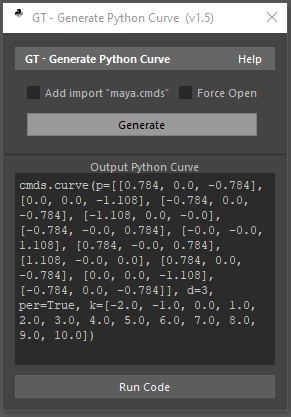 GT - Generate Python Curve (v1.5)
GT - Generate Python Curve Help
Add import "maya.cmds" Force Open
Generate
Output Python Curve
cmds.curve(p=[[0.784, 0.0, -0.784],
[0.0, 0.0, -1.108], [-0.784, 0.0,
-0.784], [-1.108, 0.0, -0.0],
[-0.784, -0.0, 0.784], [-0.0, -0.0,
1.108], [0.784, -0.0, 0.784],
[1.108, -0.0, 0.0], [0.784, 0.0,
-0.784], [0.0, 0.0, -1.108],
[-0.784, 0.0, -0.784]], d=3,
per=True, k=[-2.0, -1.0, 0.0, 1.0,
2.0, 3.0, 4.0, 5.0, 6.0, 7.0, 8.0,
9.0, 10.0])
Run Code